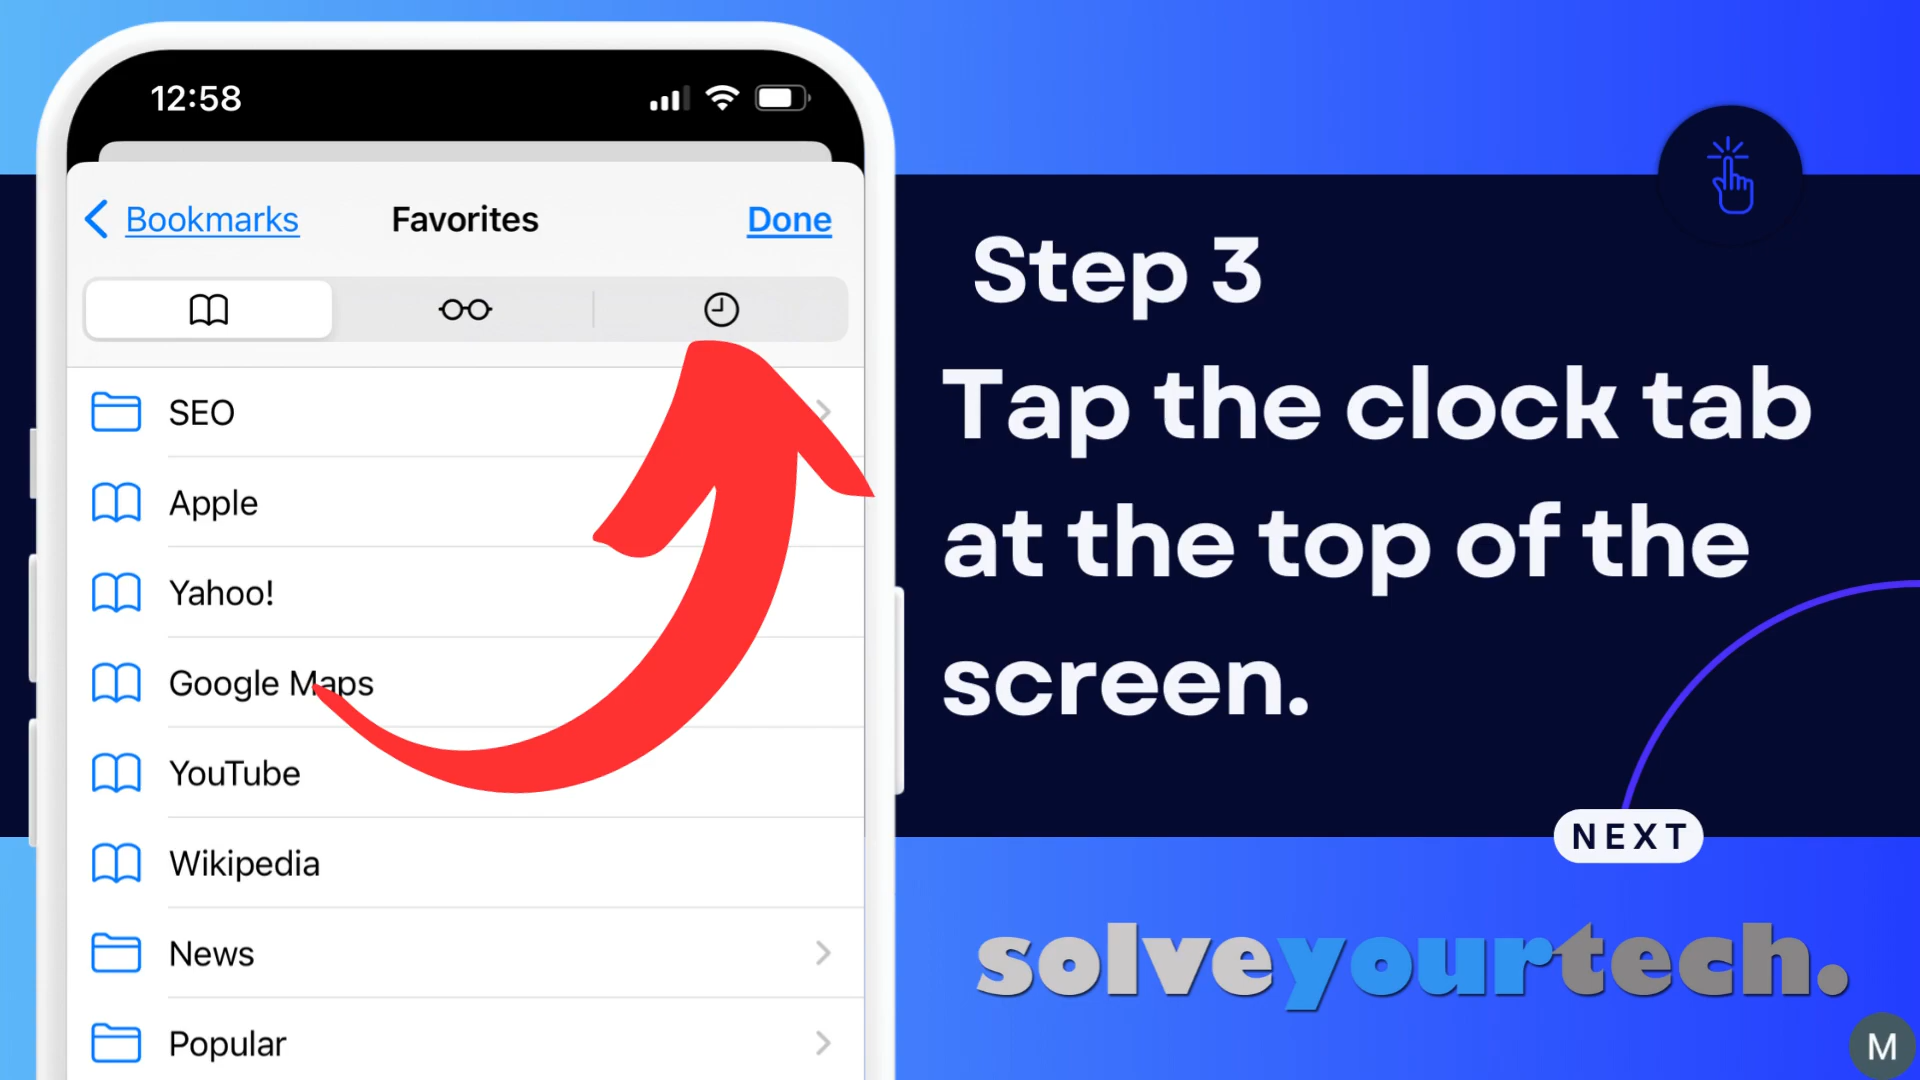 12:58
Bookmarks Favorites Done
SEO
Apple
Yahoo!
Google Maps
YouTube
Wikipedia
News
Popular
Step 3
Tap the clock tab
at the top of the
screen.
NEXT
solveyourtech.
M